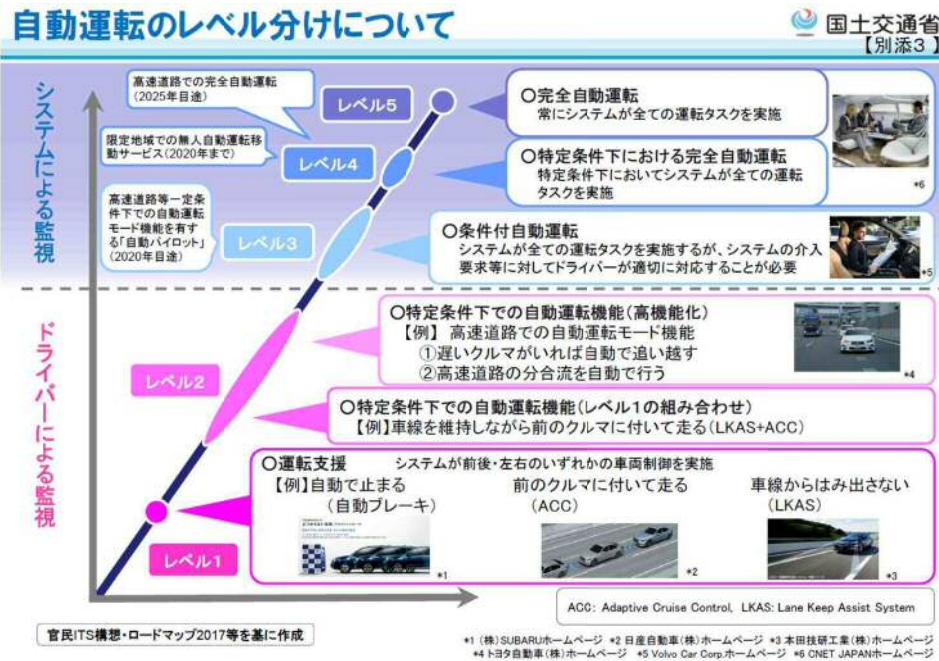 自動運転のレベル分けについて
国土交通省
【別添3】
システムによる監視
高速道路での完全自動運転
(2025年目途)
レベル5
○完全自動運転
常にシステムが全ての運転タスクを実施
限定地域での無人自動運転移
動サービス(2020年まで)
レベル4
○特定条件下における完全自動運転
特定条件下においてシステムが全ての運転
タスクを実施
*6
高速道路等一定条
件下での自動運転
モード機能を有す
る「自動パイロット」
(2020年目途)
レベル3
○条件付自動運転
システムが全ての運転タスクを実施するが、システムの介入
要求等に対してドライバーが適切に対応することが必要
*5
ドライバーによる監視
レベル2
○特定条件下での自動運転機能(高機能化)
【例】 高速道路での自動運転モード機能
①遅いクルマがいれば自動で追い越す
②高速道路の分合流を自動で行う
*4
○特定条件下での自動運転機能(レベル1の組み合わせ)
【例】車線を維持しながら前のクルマに付いて走る(LKAS+ACC)
レベル1
○運転支援 システムが前後・左右のいずれかの車両制御を実施
【例】自動で止まる
(自動ブレーキ)
*1
前のクルマに付いて走る
(ACC)
*2
車線からはみ出さない
(LKAS)
*3
ACC: Adaptive Cruise Control, LKAS: Lane Keep Assist System
官民ITS構想・ロードマップ2017等を基に作成
*1 (株)SUBARUホームページ *2 日産自動車(株)ホームページ *3 本田技研工業(株)ホームページ
*4 トヨタ自動車(株)ホームページ *5 Volvo Car Corp.ホームページ *6 CNET JAPANホームページ